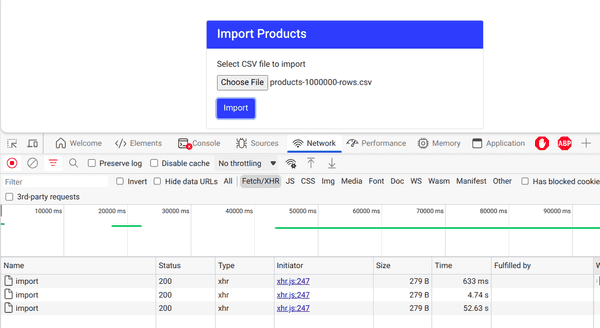 Import Products
Select CSV file to import
Choose File products-1000000-rows.csv
Import
Welcome Elements Console Sources Network Performance Memory Application ABP
Preserve log Disable cache No throttling
Filter Invert Hide data URLs All Fetch/XHR JS CSS Img Media Font Doc WS Wasm Manifest Other Has blocked cookie
3rd-party requests
10000 ms 20000 ms 30000 ms 40000 ms 50000 ms 60000 ms 70000 ms 80000 ms 90000 ms
Name Status Type Initiator Size Time Fulfilled by W
import 200 xhr xhr.js:247 279 B 633 ms
import 200 xhr xhr.js:247 279 B 4.74 s
import 200 xhr xhr.js:247 279 B 52.63 s